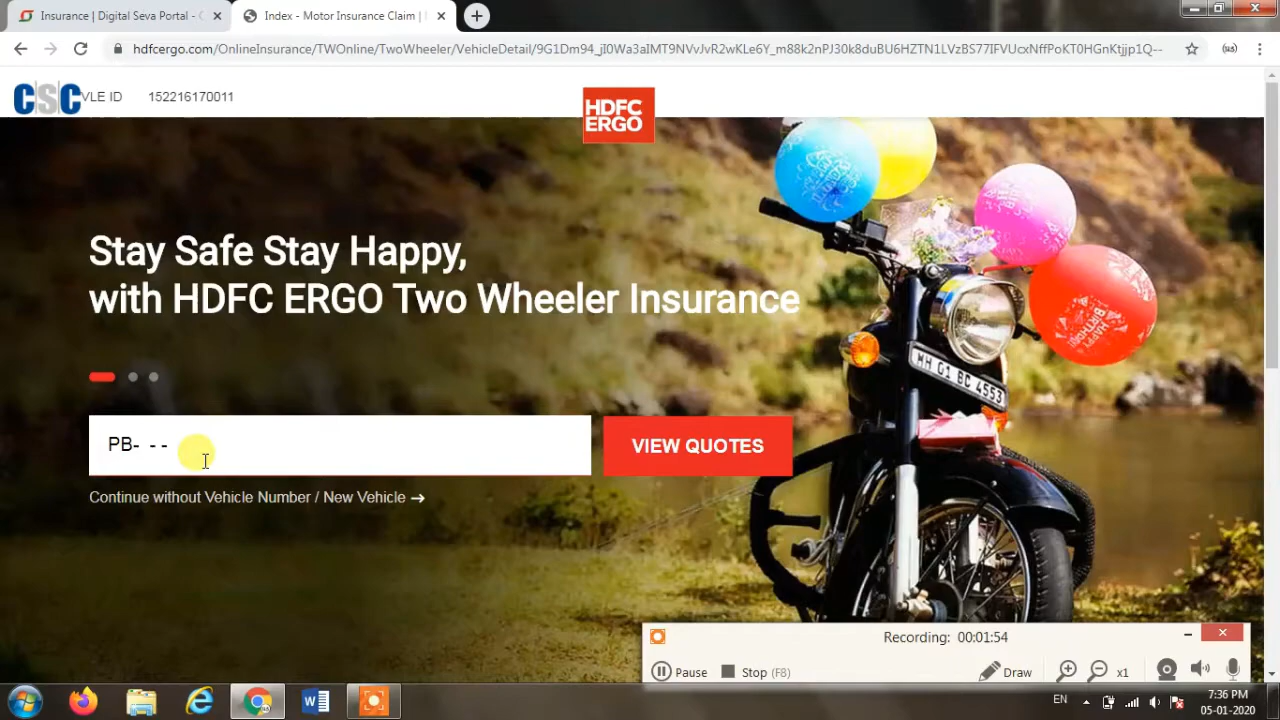 Insurance | Digital Seva Portal - C
Index - Motor Insurance Claim |
hdfcergo.com/OnlineInsurance/TWOnline/TwoWheeler/VehicleDetail/9G1Dm94_jI0Wa3aIMT9NVvJvR2wKLe6Y_m88k2nPJ30k8duBU6HZTN1LVzBS77IFVUcxNffPoKT0HGnKtjjp1Q--
CSC VLE ID 152216170011
HDFC
ERGO
Stay Safe Stay Happy,
with HDFC ERGO Two Wheeler Insurance
HAPPY
BIRTHDAY
MH 01 BC 4553
PB- - -
VIEW QUOTES
Continue without Vehicle Number / New Vehicle →
Recording: 00:01:54
Pause Stop (F8) Draw x1
EN
7:36 PM
05-01-2020